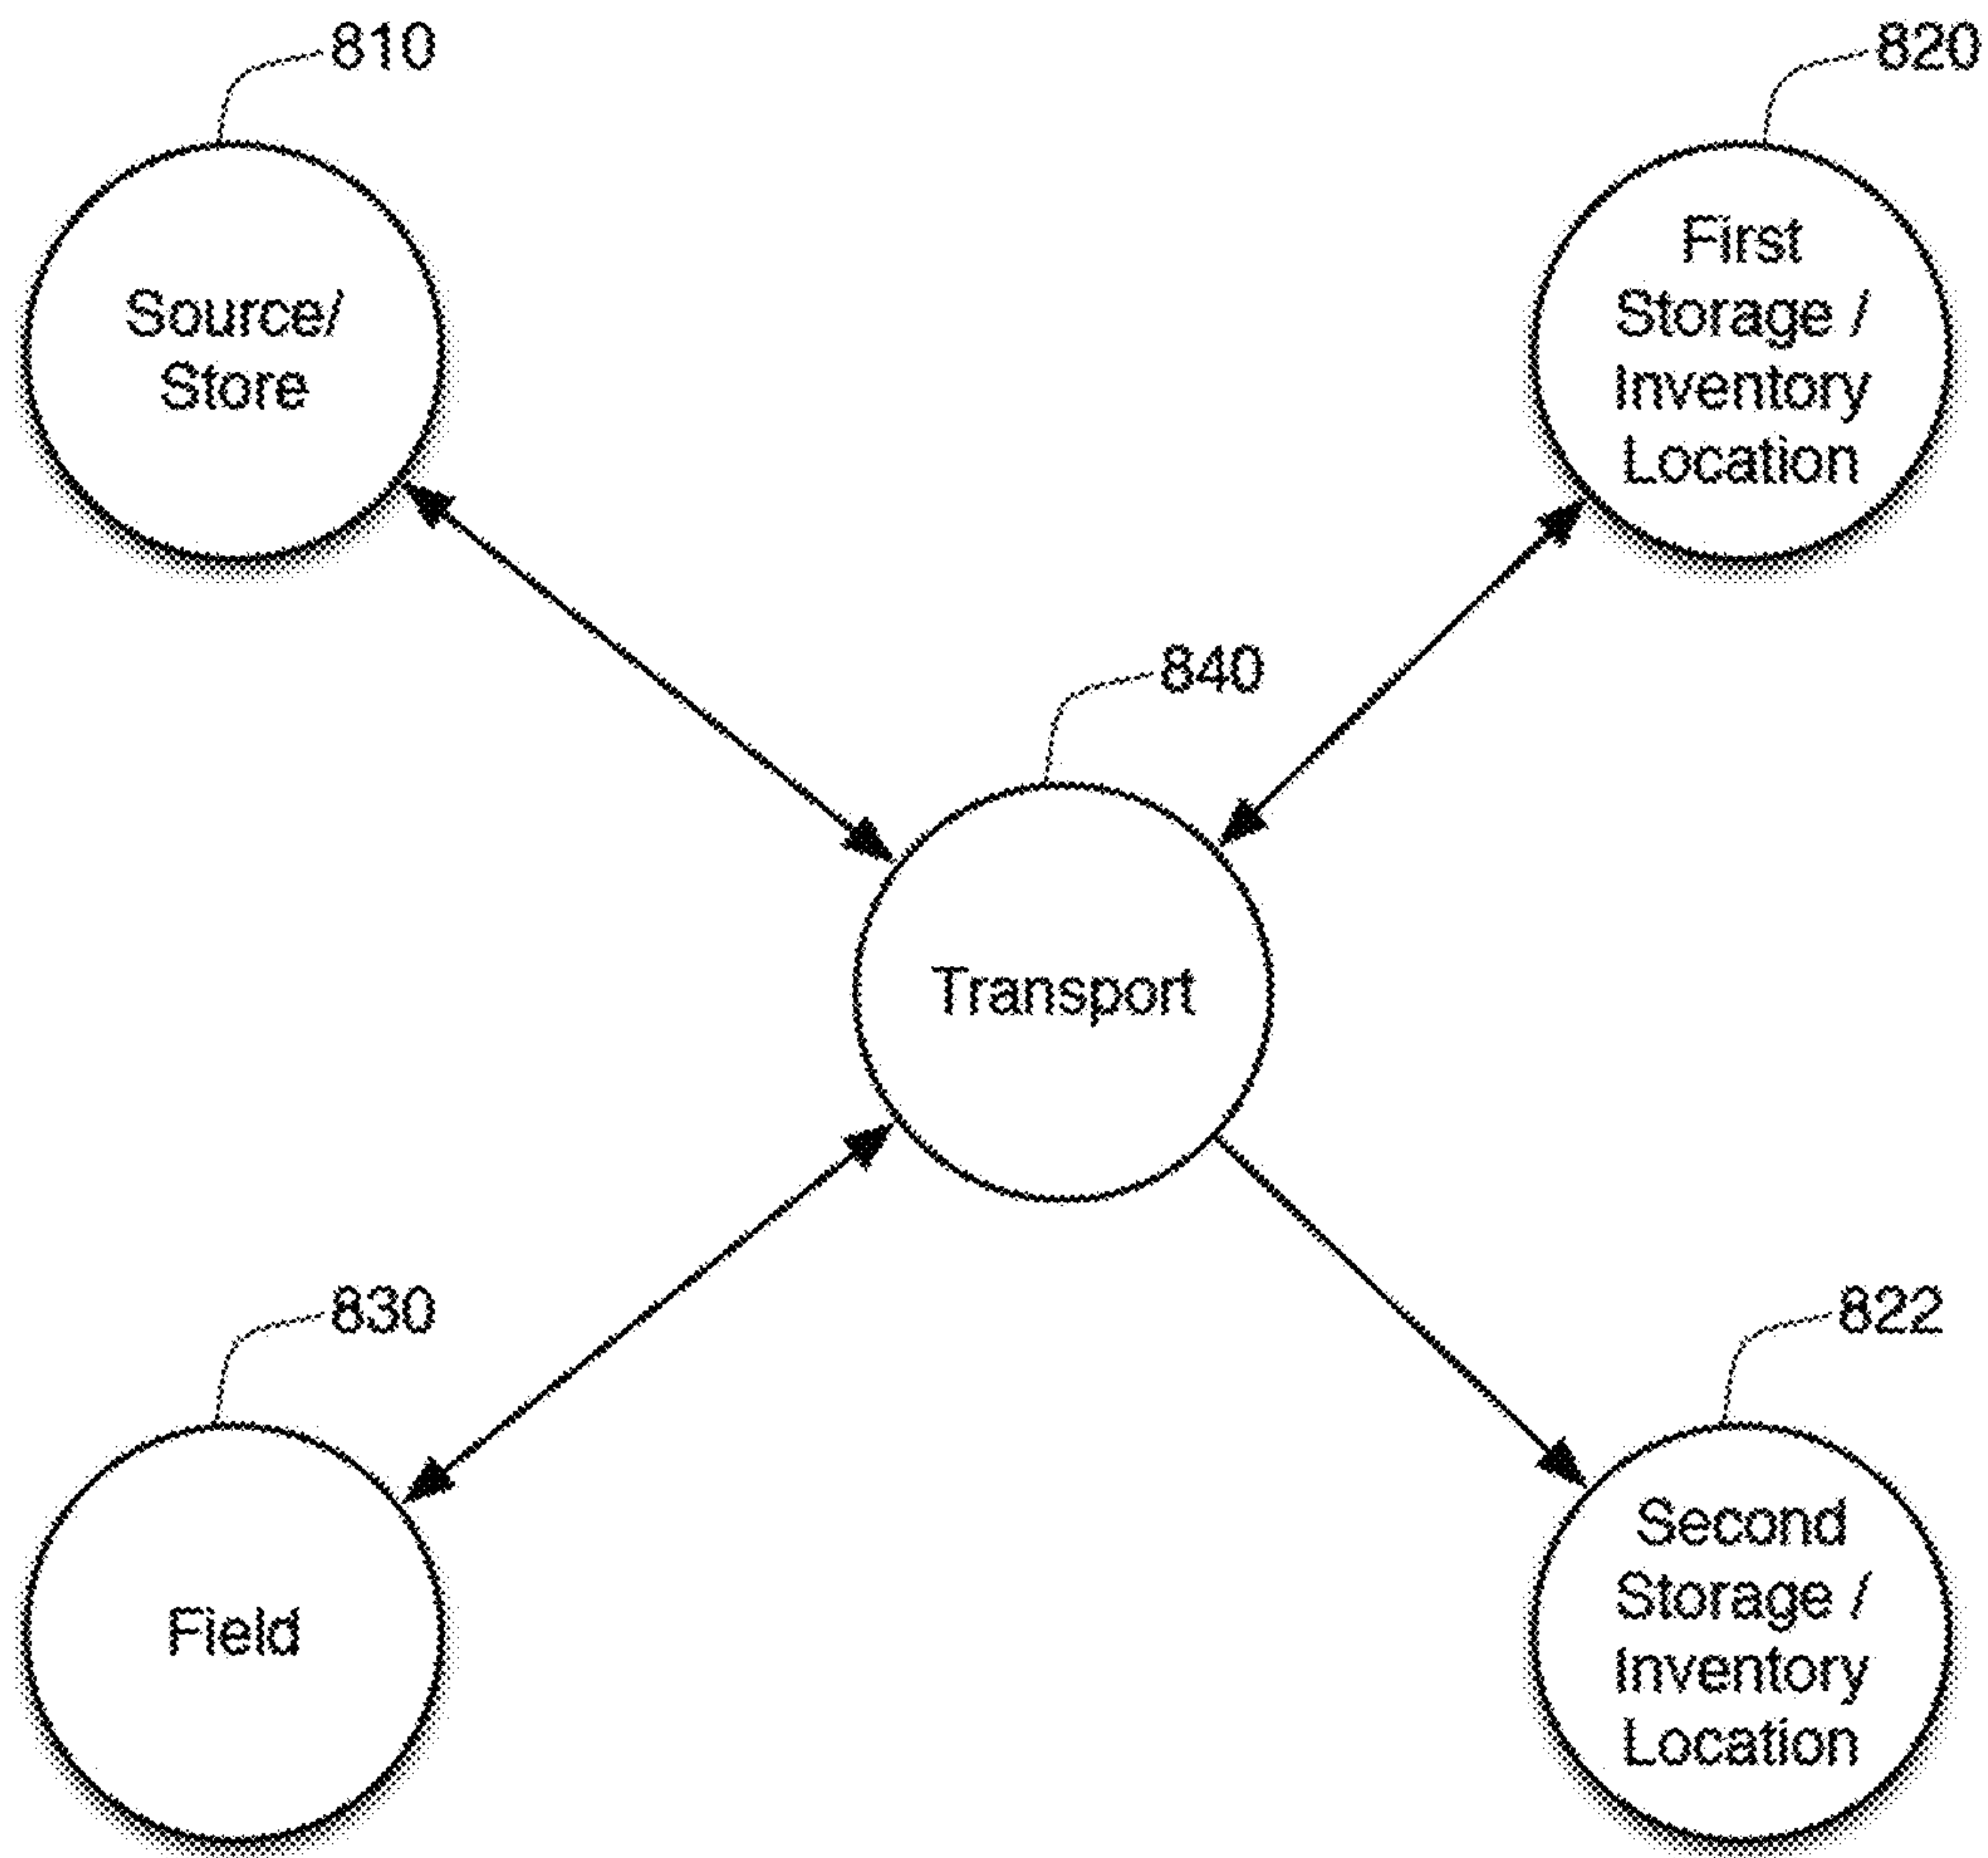 810
820
Source/
Store
First
Storage /
Inventory
Location
840
Transport
830
822
Field
Second
Storage /
Inventory
Location